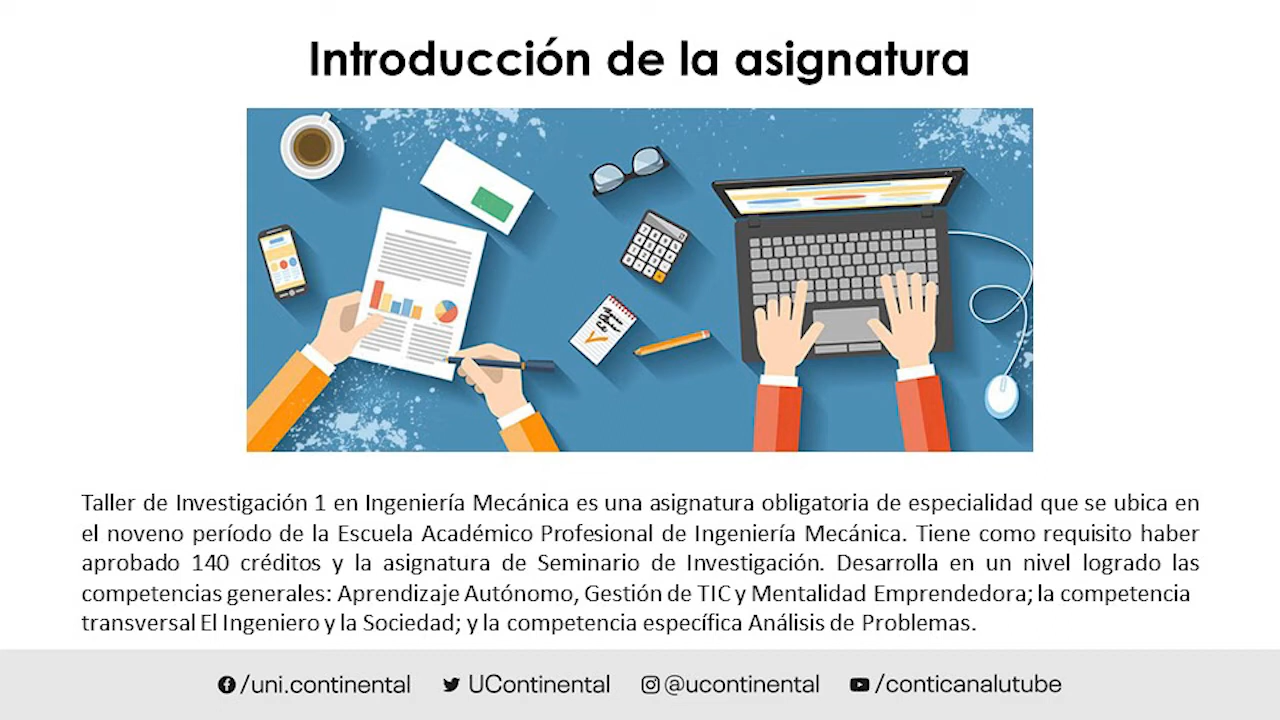 Introducción de la asignatura
Taller de Investigación 1 en Ingeniería Mecánica es una asignatura obligatoria de especialidad que se ubica en
el noveno período de la Escuela Académico Profesional de Ingeniería Mecánica. Tiene como requisito haber
aprobado 140 créditos y la asignatura de Seminario de Investigación. Desarrolla en un nivel logrado las
competencias generales: Aprendizaje Autónomo, Gestión de TIC y Mentalidad Emprendedora; la competencia
transversal El Ingeniero y la Sociedad; y la competencia específica Análisis de Problemas.
/uni.continental UContinental @ucontinental /conticanalutube